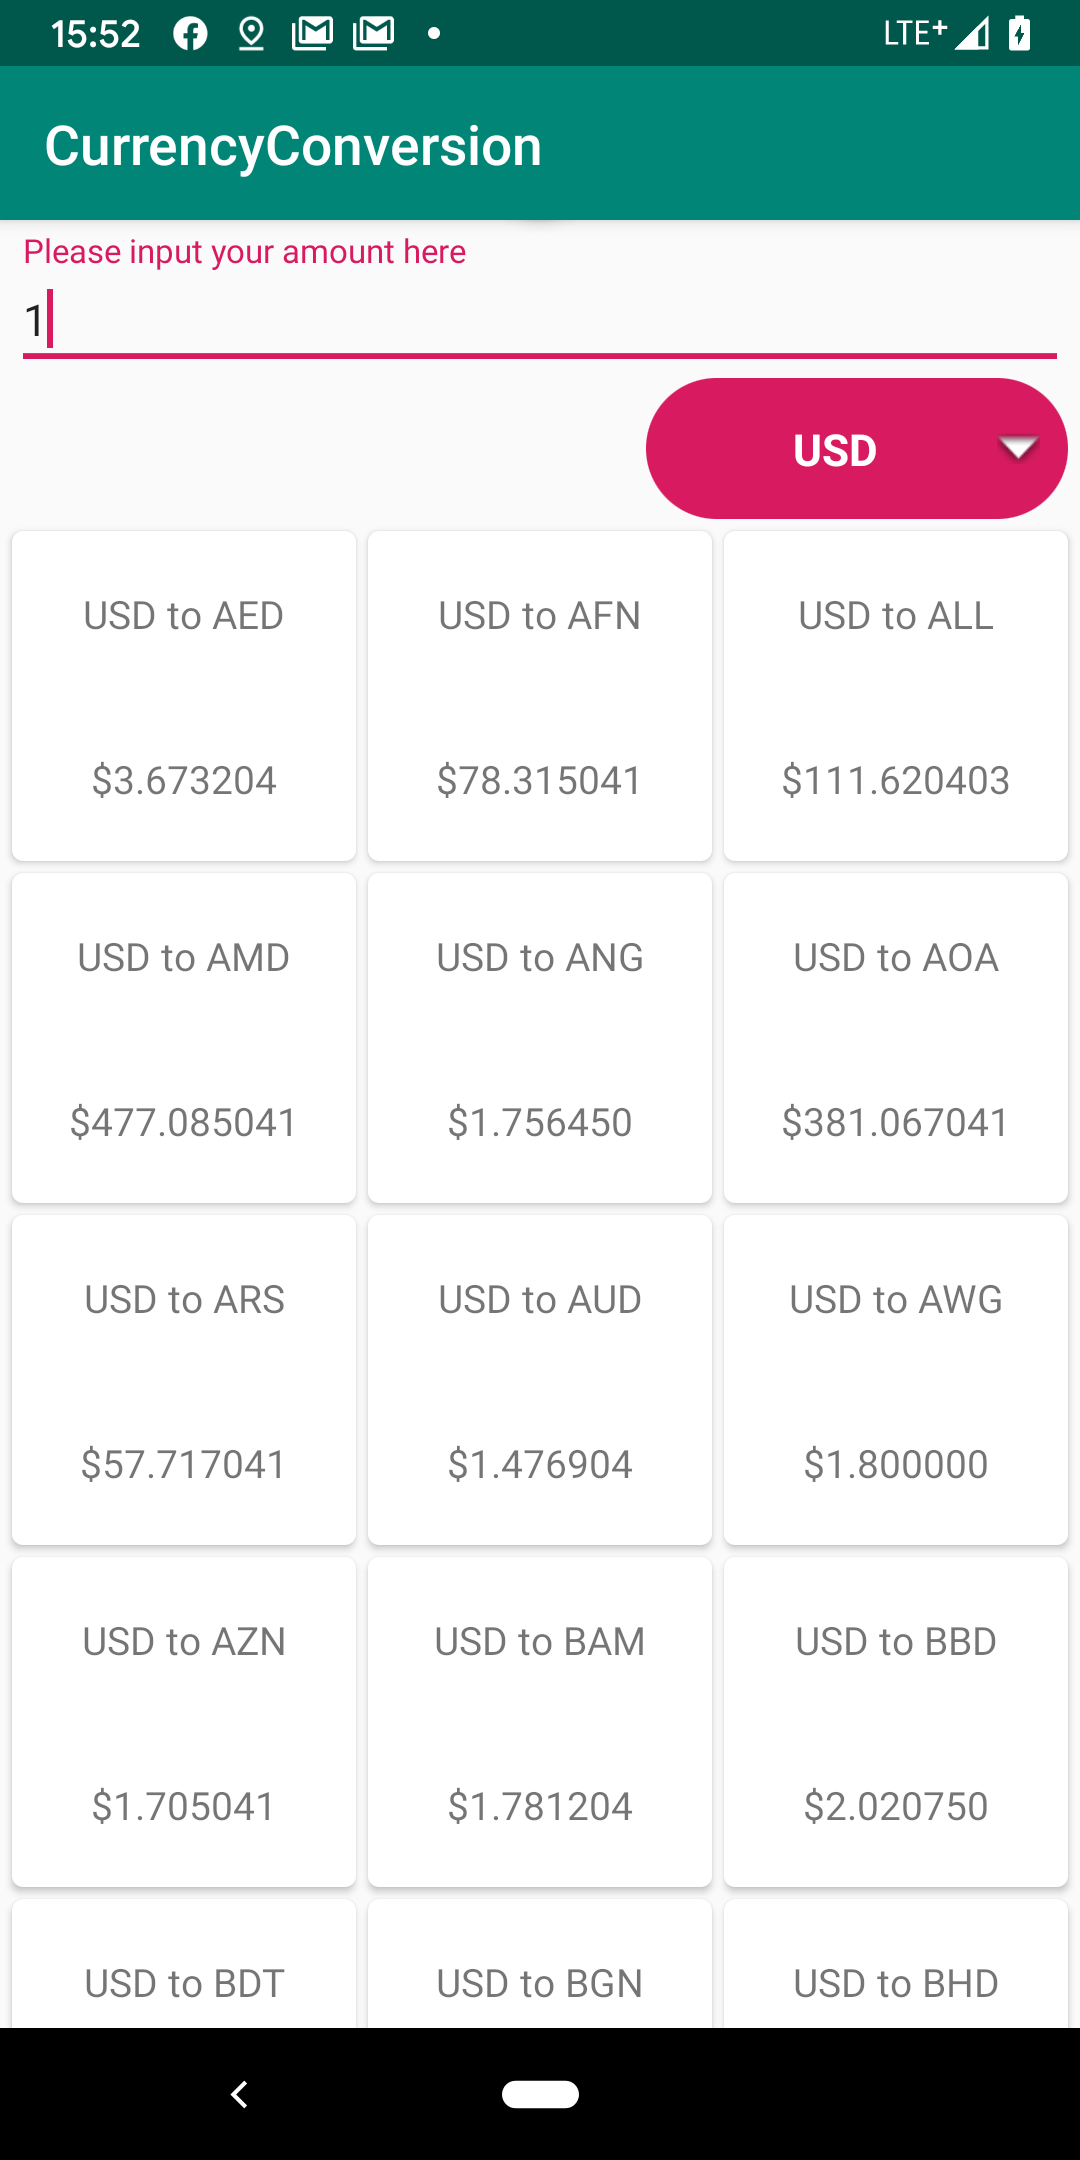 15:52 LTE+
CurrencyConversion
Please input your amount here
1
USD
USD to AED USD to AFN USD to ALL
$3.673204 $78.315041 $111.620403
USD to AMD USD to ANG USD to AOA
$477.085041 $1.756450 $381.067041
USD to ARS USD to AUD USD to AWG
$57.717041 $1.476904 $1.800000
USD to AZN USD to BAM USD to BBD
$1.705041 $1.781204 $2.020750
USD to BDT USD to BGN USD to BHD